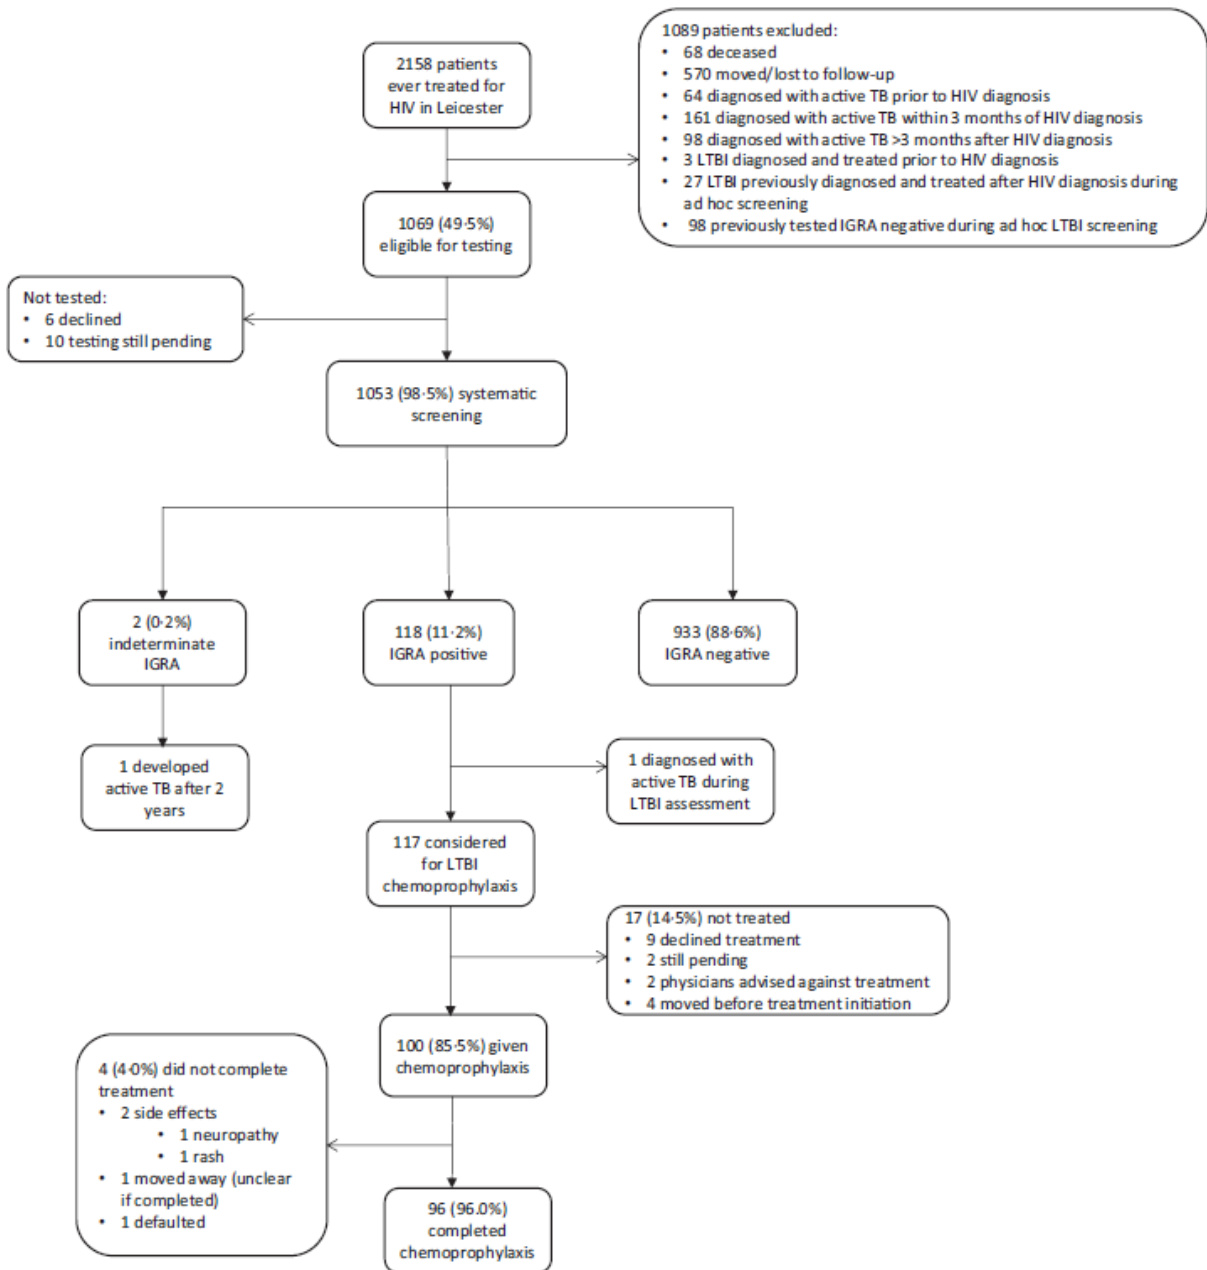 2158 patients
ever treated for
HIV in Leicester
1089 patients excluded:
• 68 deceased
• 570 moved/lost to follow-up
• 64 diagnosed with active TB prior to HIV diagnosis
• 161 diagnosed with active TB within 3 months of HIV diagnosis
• 98 diagnosed with active TB >3 months after HIV diagnosis
• 3 LTBI diagnosed and treated prior to HIV diagnosis
• 27 LTBI previously diagnosed and treated after HIV diagnosis during
ad hoc screening
• 98 previously tested IGRA negative during ad hoc LTBI screening
1069 (49·5%)
eligible for testing
Not tested:
• 6 declined
• 10 testing still pending
1053 (98·5%) systematic
screening
2 (0·2%)
indeterminate
IGRA
118 (11·2%)
IGRA positive
933 (88·6%)
IGRA negative
1 developed
active TB after 2
years
1 diagnosed with
active TB during
LTBI assessment
117 considered
for LTBI
chemoprophylaxis
17 (14·5%) not treated
• 9 declined treatment
• 2 still pending
• 2 physicians advised against treatment
• 4 moved before treatment initiation
100 (85·5%) given
chemoprophylaxis
4 (4·0%) did not complete
treatment
• 2 side effects
• 1 neuropathy
• 1 rash
• 1 moved away (unclear
if completed)
• 1 defaulted
96 (96.0%)
completed
chemoprophylaxis